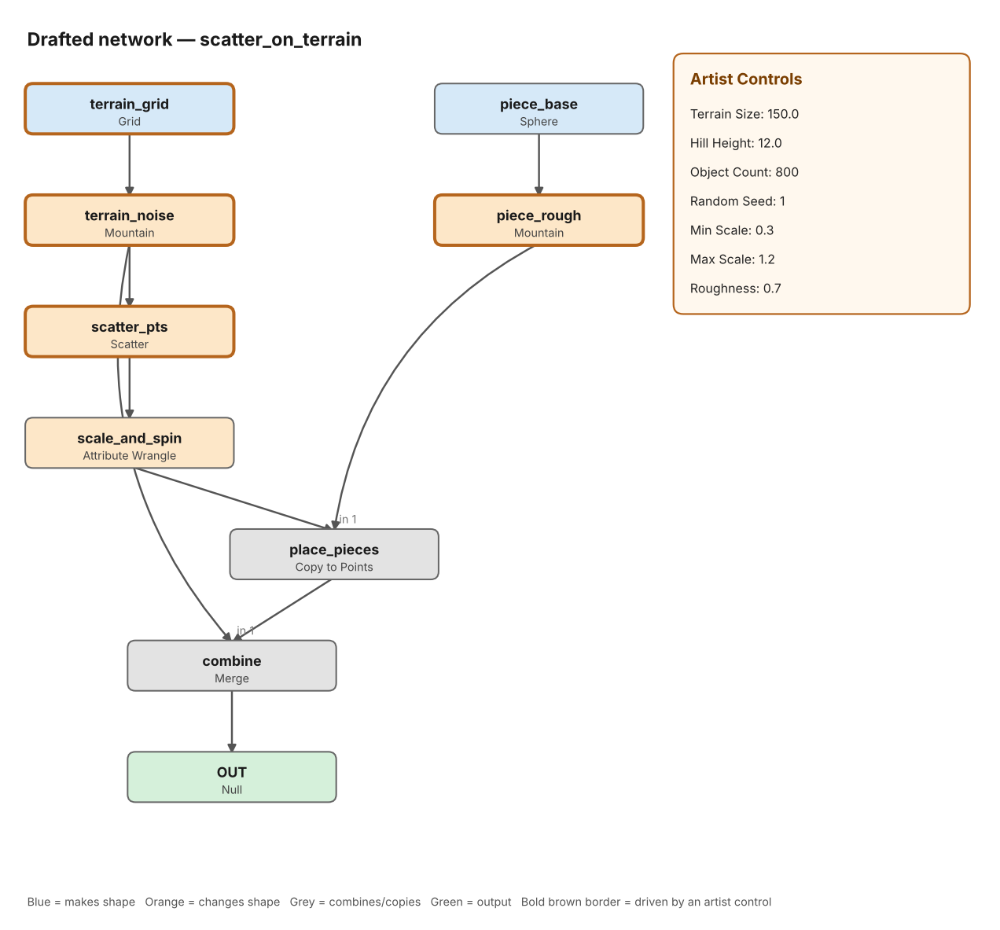 Drafted network — scatter_on_terrain
Artist Controls
Terrain Size: 150.0
Hill Height: 12.0
Object Count: 800
Random Seed: 1
Min Scale: 0.3
Max Scale: 1.2
Roughness: 0.7
terrain_grid
Grid
piece_base
Sphere
terrain_noise
Mountain
piece_rough
Mountain
scatter_pts
Scatter
scale_and_spin
Attribute Wrangle
in 1
place_pieces
Copy to Points
in 1
combine
Merge
OUT
Null
Blue = makes shape   Orange = changes shape   Grey = combines/copies   Green = output   Bold brown border = driven by an artist control